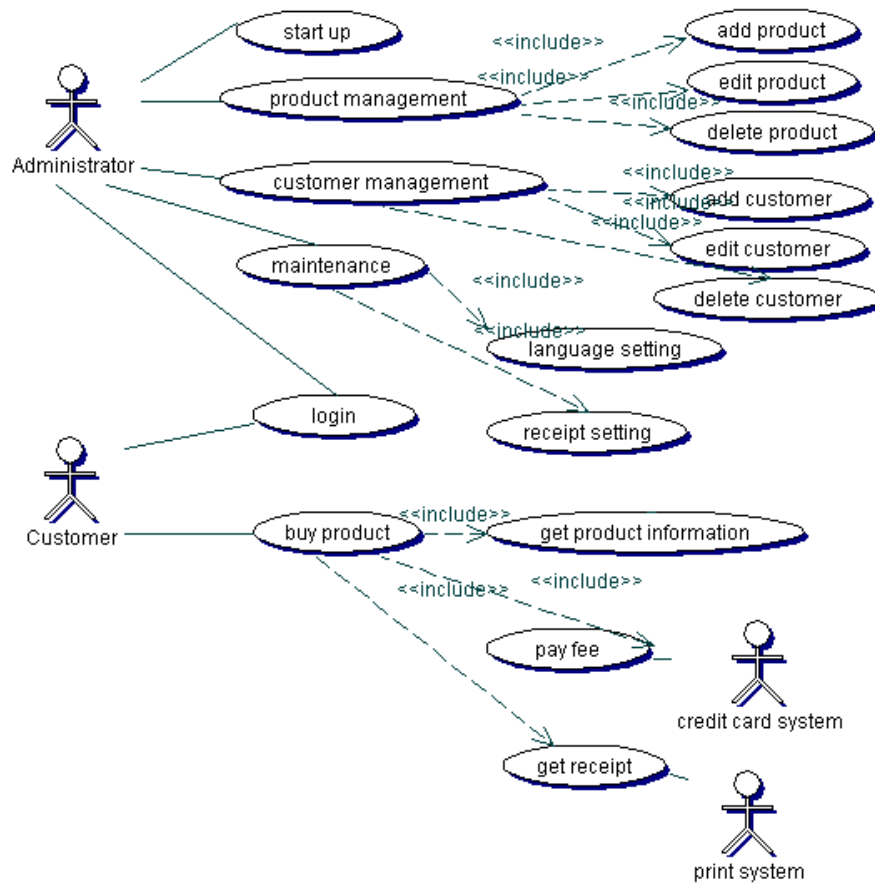 start up
add product
<<include>>
<<include>>
edit product
product management
<<include>>
delete product
Administrator
<<include>>
customer management
add customer
<<include>>
<<include>>
edit customer
maintenance
<<include>>
delete customer
<<include>>
language setting
login
receipt setting
<<include>>
buy product
get product information
Customer
<<include>>
<<include>>
pay fee
credit card system
get receipt
print system